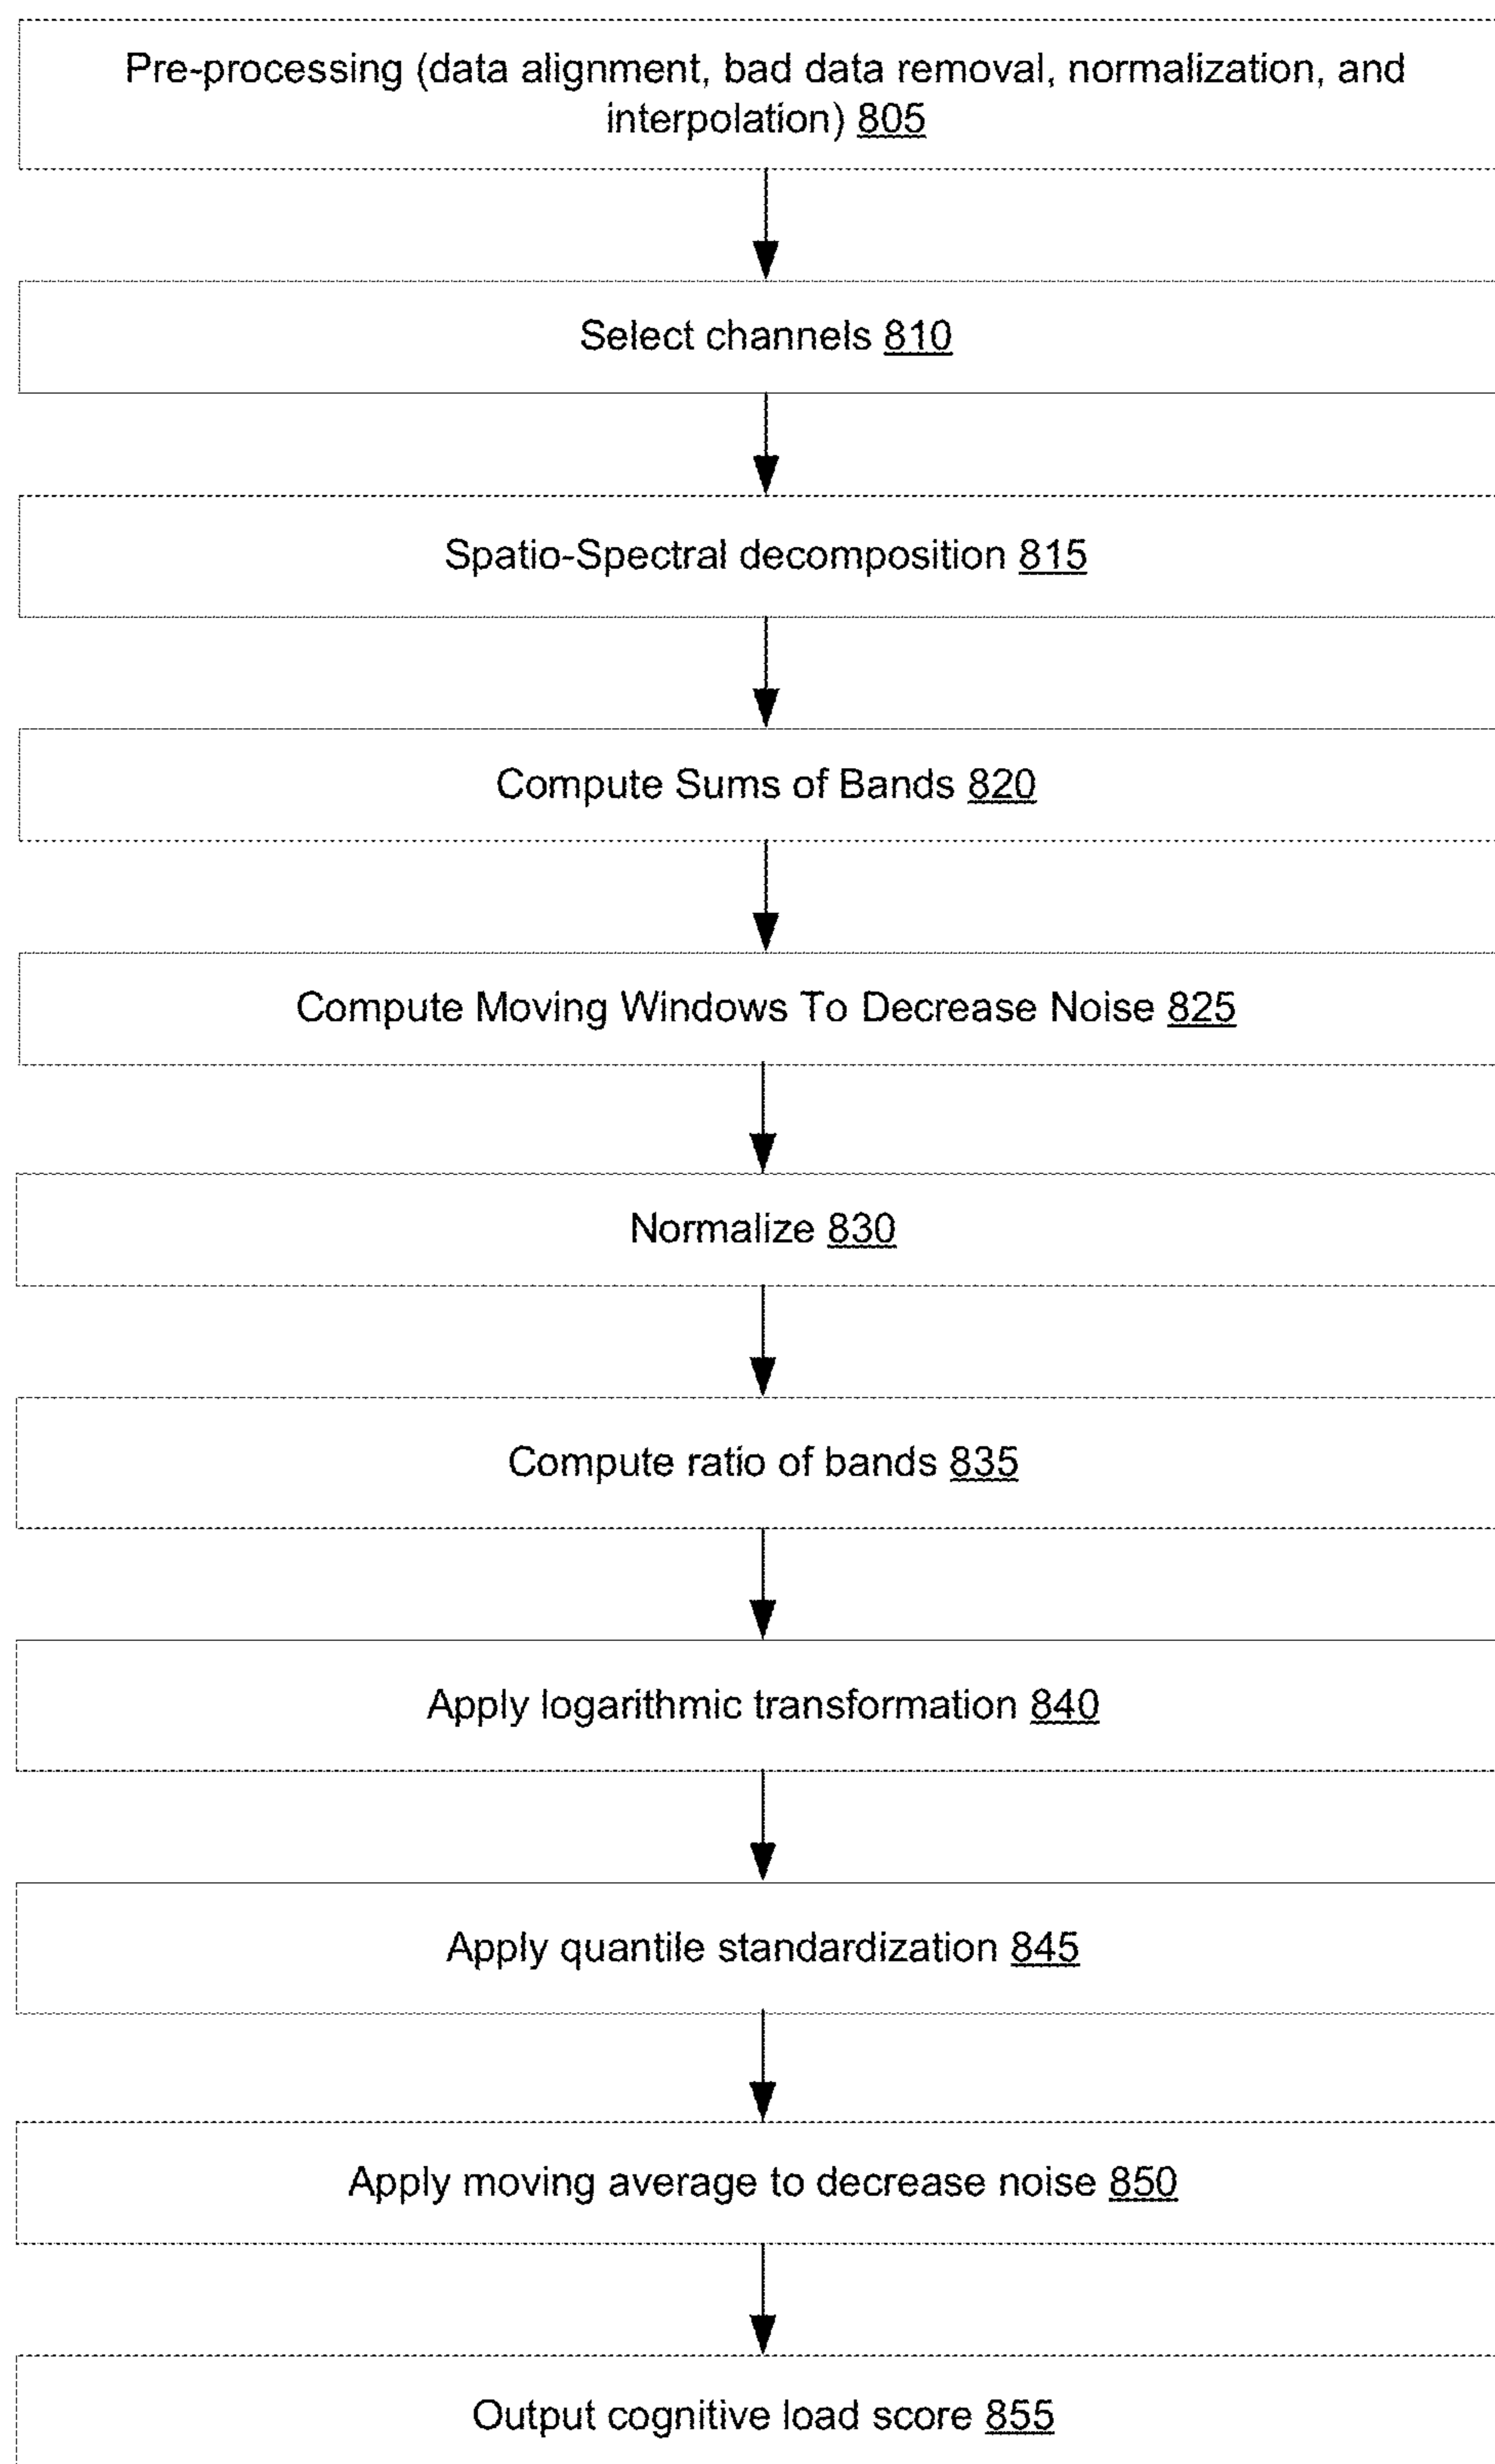 Pre-processing (data alignment, bad data removal, normalization, and
interpolation) 805
Select channels 810
Spatio-Spectral decomposition 815
Compute Sums of Bands 820
Compute Moving Windows To Decrease Noise 825
Normalize 830
Compute ratio of bands 835
Apply logarithmic transformation 840
Apply quantile standardization 845
Apply moving average to decrease noise 850
Output cognitive load score 855